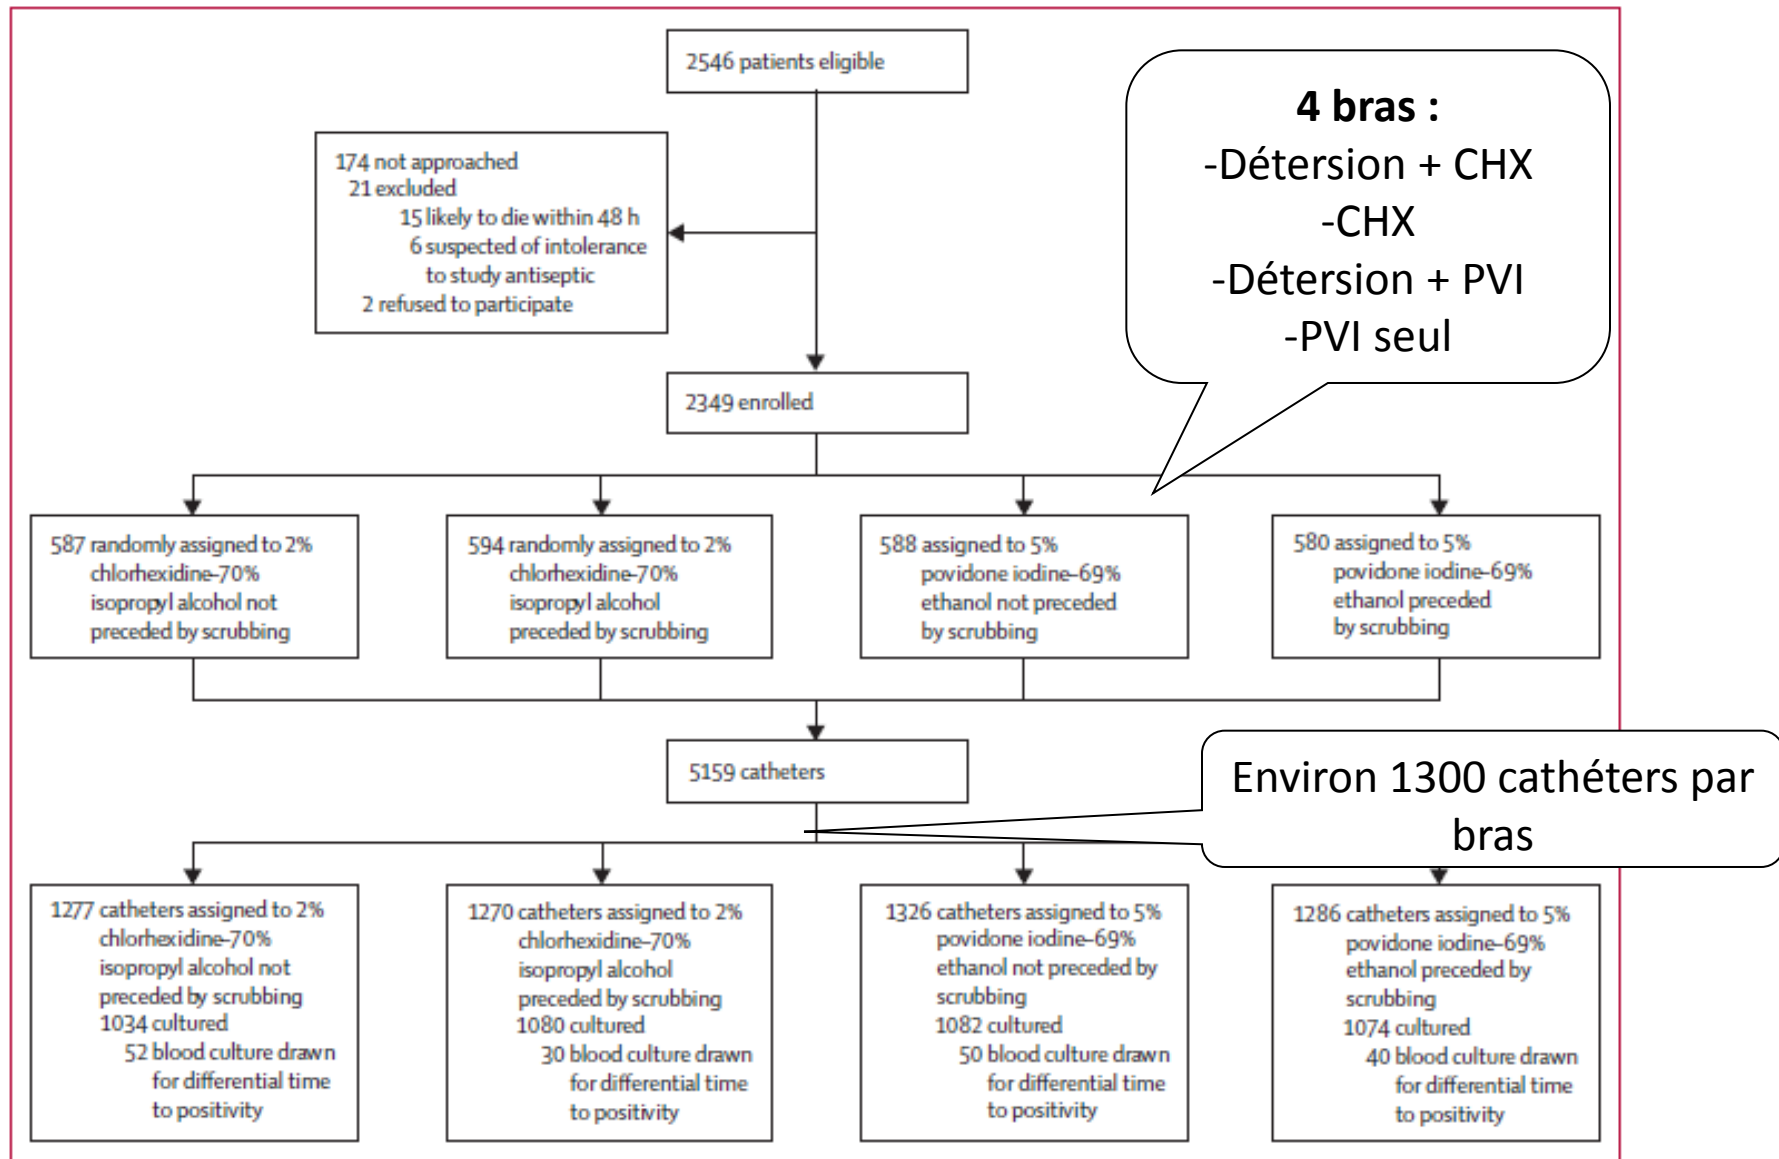 2546 patients eligible
4 bras :
-Détersion + CHX
-CHX
-Détersion + PVI
-PVI seul
174 not approached
21 excluded
15 likely to die within 48 h
6 suspected of intolerance
to study antiseptic
2 refused to participate
2349 enrolled
587 randomly assigned to 2%
chlorhexidine–70%
isopropyl alcohol not
preceded by scrubbing
594 randomly assigned to 2%
chlorhexidine–70%
isopropyl alcohol
preceded by scrubbing
588 assigned to 5%
povidone iodine–69%
ethanol not preceded
by scrubbing
580 assigned to 5%
povidone iodine–69%
ethanol preceded
by scrubbing
5159 catheters
Environ 1300 cathéters par
bras
1277 catheters assigned to 2%
chlorhexidine–70%
isopropyl alcohol not
preceded by scrubbing
1034 cultured
52 blood culture drawn
for differential time
to positivity
1270 catheters assigned to 2%
chlorhexidine–70%
isopropyl alcohol
preceded by scrubbing
1080 cultured
30 blood culture drawn
for differential time
to positivity
1326 catheters assigned to 5%
povidone iodine–69%
ethanol not preceded by
scrubbing
1082 cultured
50 blood culture drawn
for differential time
to positivity
1286 catheters assigned to 5%
povidone iodine–69%
ethanol preceded by
scrubbing
1074 cultured
40 blood culture drawn
for differential time
to positivity